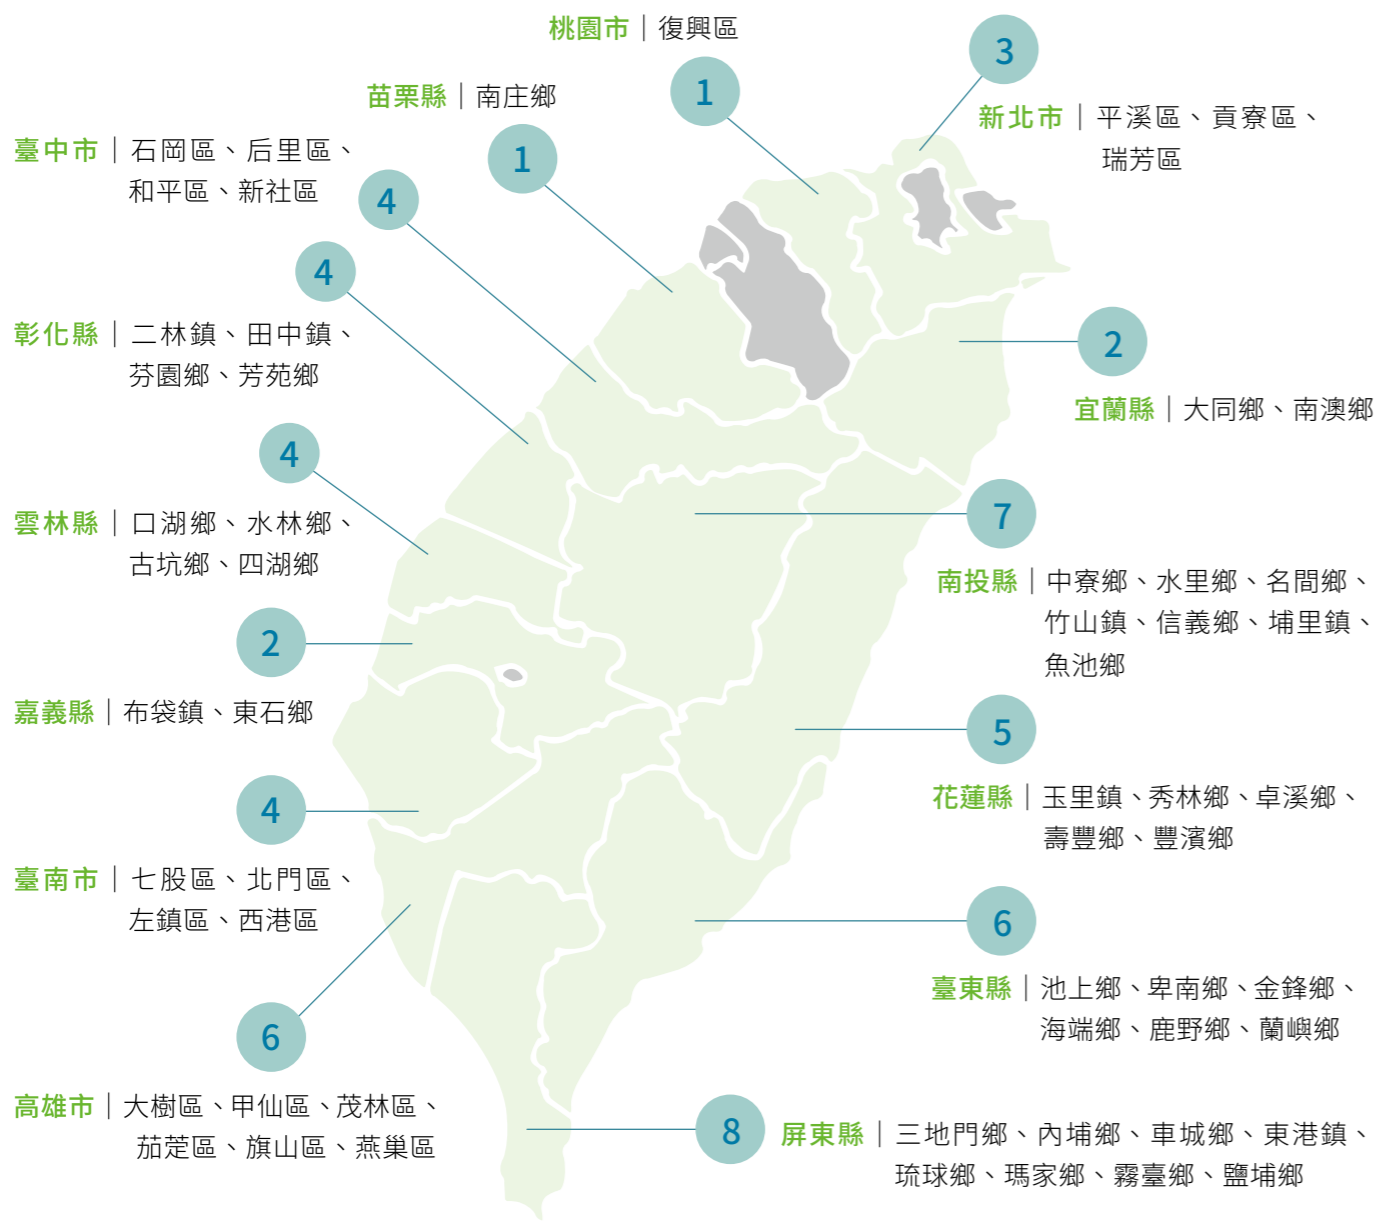 桃園市｜復興區
1
3
新北市｜平溪區、貢寮區、
瑞芳區
苗栗縣｜南庄鄉
1
臺中市｜石岡區、后里區、
和平區、新社區
4
4
彰化縣｜二林鎮、田中鎮、
芬園鄉、芳苑鄉
2
宜蘭縣｜大同鄉、南澳鄉
4
雲林縣｜口湖鄉、水林鄉、
古坑鄉、四湖鄉
7
南投縣｜中寮鄉、水里鄉、名間鄉、
竹山鎮、信義鄉、埔里鎮、
魚池鄉
2
嘉義縣｜布袋鎮、東石鄉
5
花蓮縣｜玉里鎮、秀林鄉、卓溪鄉、
壽豐鄉、豐濱鄉
4
臺南市｜七股區、北門區、
左鎮區、西港區
6
臺東縣｜池上鄉、卑南鄉、金鋒鄉、
海端鄉、鹿野鄉、蘭嶼鄉
6
高雄市｜大樹區、甲仙區、茂林區、
茄萣區、旗山區、燕巢區
8
屏東縣｜三地門鄉、內埔鄉、車城鄉、東港鎮、
琉球鄉、瑪家鄉、霧臺鄉、鹽埔鄉